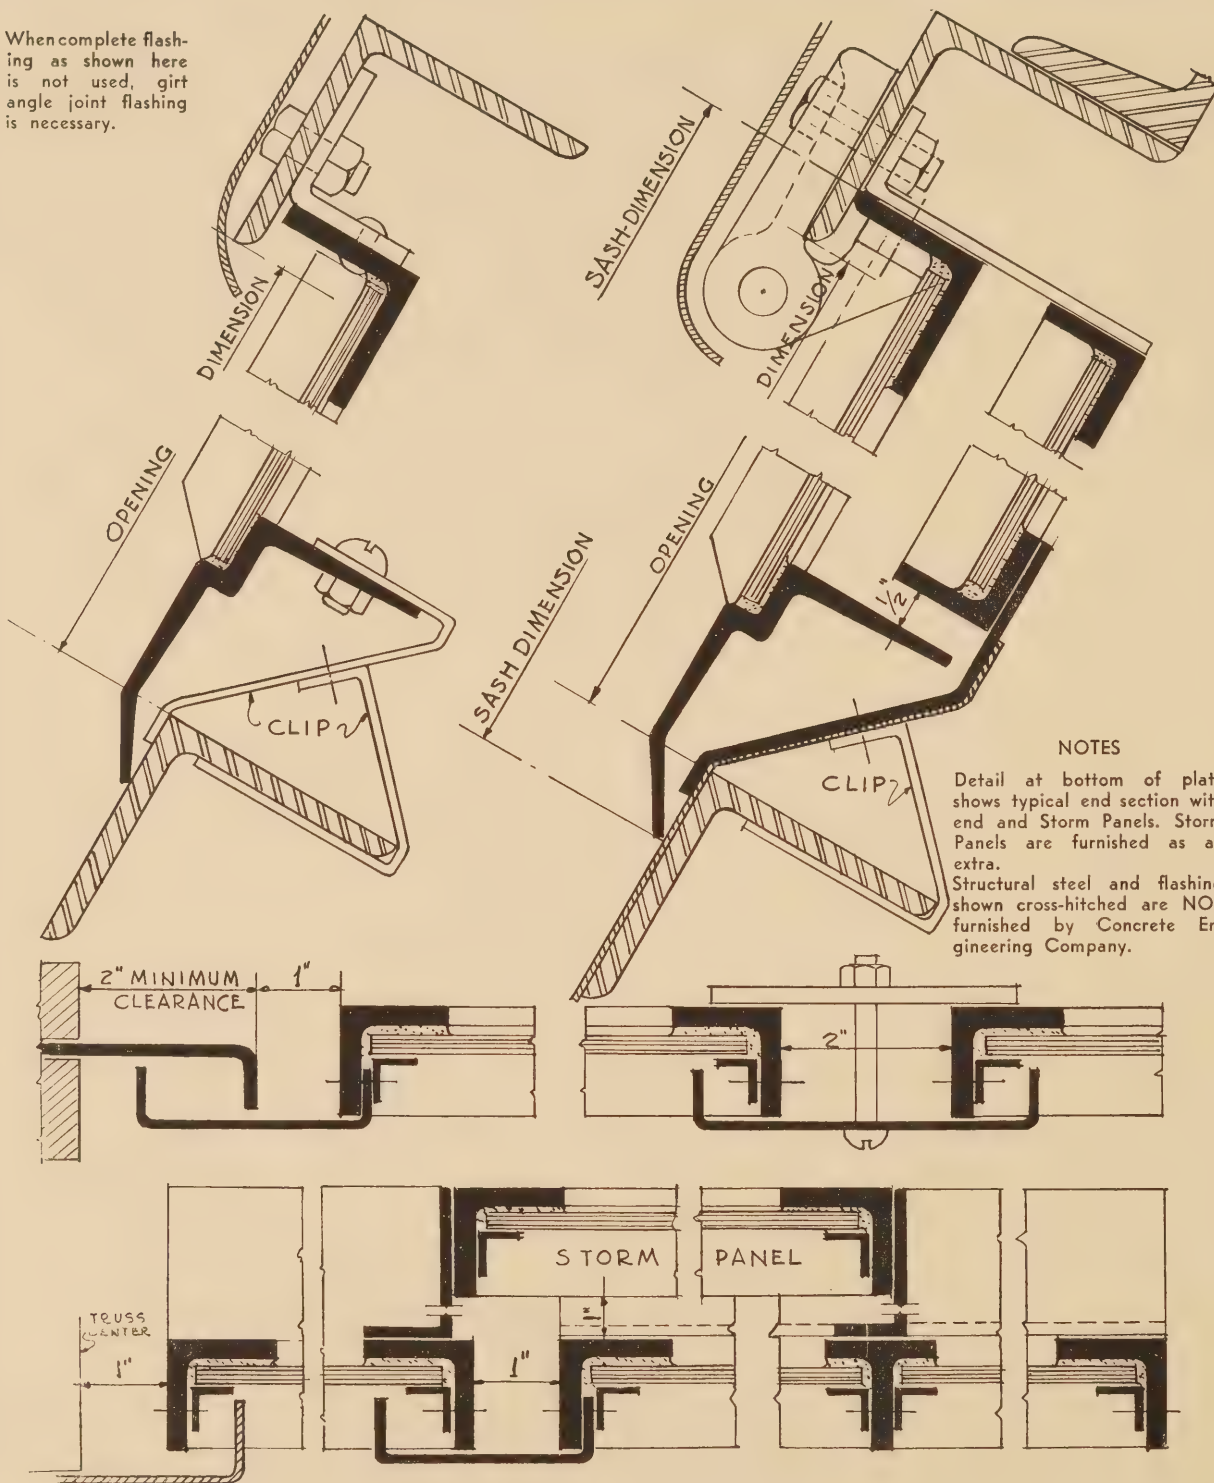 When complete flash-
ing as shown here
is not used, girt
angle joint flashing
is necessary.
SASH-DIMENSION
DIMENSION
DIMENSION
OPENING
OPENING
SASH DIMENSION
1/2"
CLIP
CLIP
NOTES
Detail at bottom of plat
shows typical end section wit
end and Storm Panels. Storm
Panels are furnished as a
extra.
Structural steel and flashin
shown cross-hitched are NO
furnished by Concrete En
gineering Company.
2" MINIMUM
CLEARANCE
1"
2"
STORM PANEL
TRUSS
CENTER
1"
1"
1"